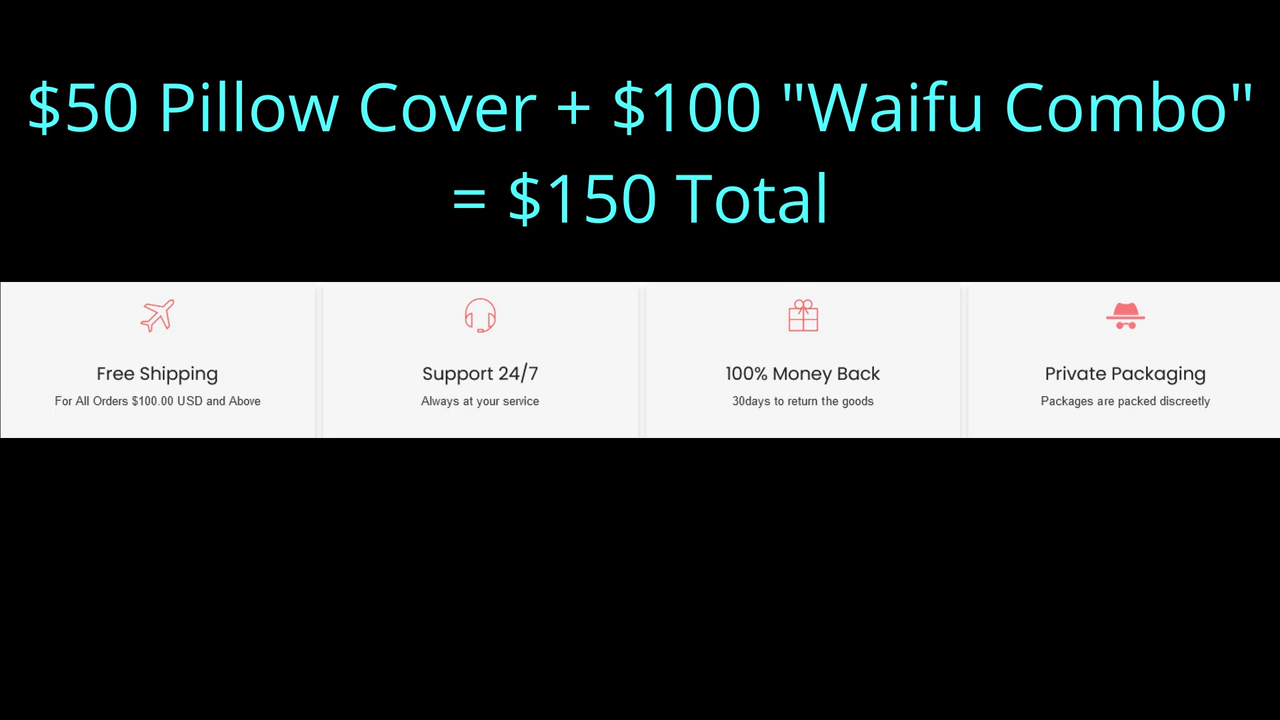 $50 Pillow Cover + $100 "Waifu Combo"
= $150 Total
Free Shipping
For All Orders $100.00 USD and Above
Support 24/7
Always at your service
100% Money Back
30days to return the goods
Private Packaging
Packages are packed discreetly